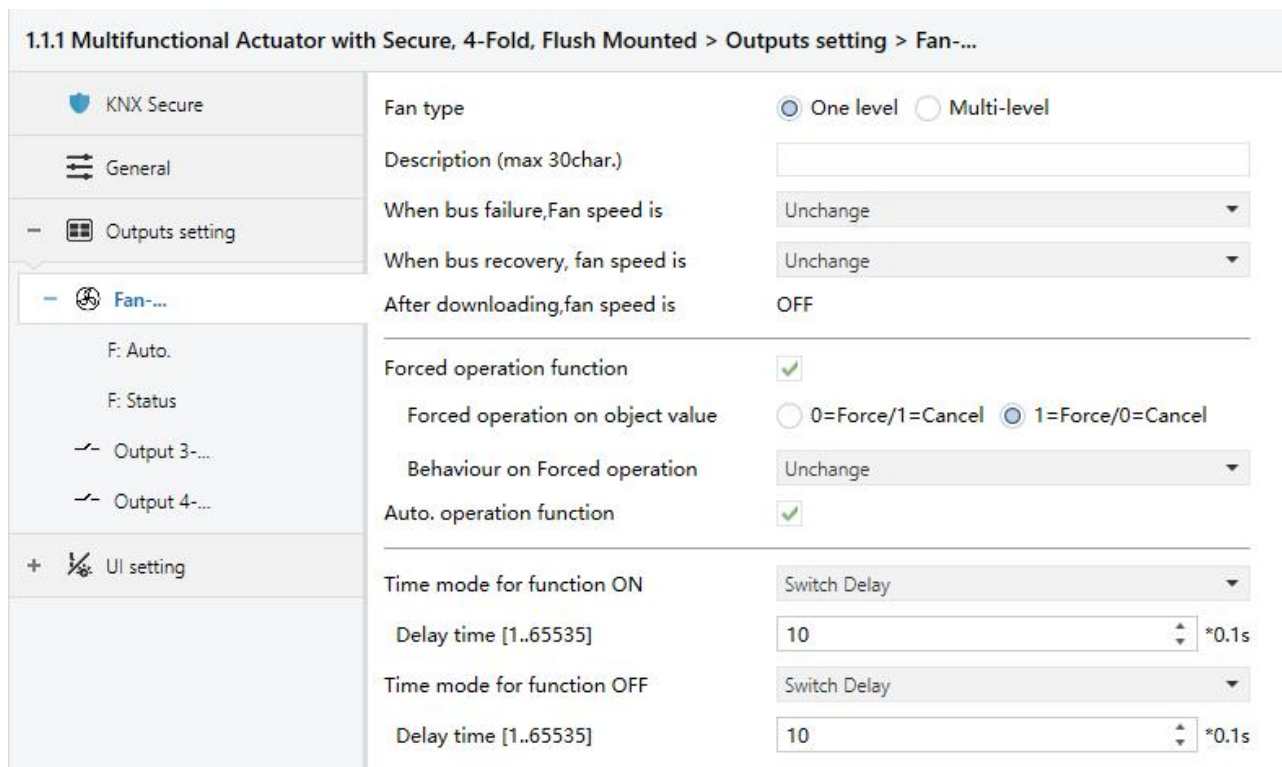 1.1.1 Multifunctional Actuator with Secure, 4-Fold, Flush Mounted > Outputs setting > Fan-...
KNX Secure
General
Outputs setting
Fan-...
F: Auto.
F: Status
Output 3-...
Output 4-...
UI setting
Fan type One level Multi-level
Description (max 30char.)
When bus failure,Fan speed is Unchange
When bus recovery, fan speed is Unchange
After downloading,fan speed is OFF
Forced operation function
Forced operation on object value 0=Force/1=Cancel 1=Force/0=Cancel
Behaviour on Forced operation Unchange
Auto. operation function
Time mode for function ON Switch Delay
Delay time [1..65535] 10 *0.1s
Time mode for function OFF Switch Delay
Delay time [1..65535] 10 *0.1s